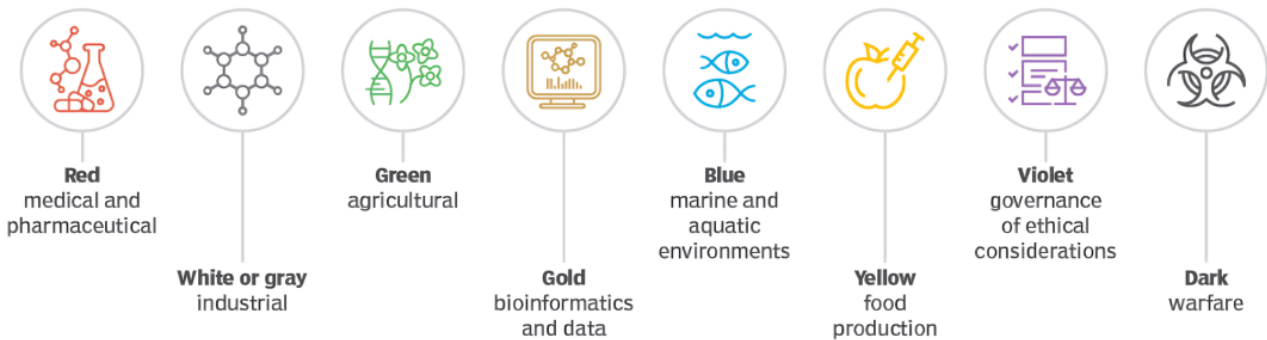 Red
medical and
pharmaceutical
White or gray
industrial
Green
agricultural
Gold
bioinformatics
and data
Blue
marine and
aquatic
environments
Yellow
food
production
Violet
governance
of ethical
considerations
Dark
warfare